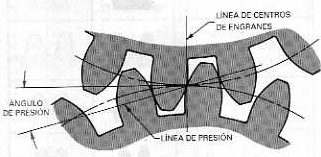 LÍNEA DE CENTROS
DE ENGRANES
ÁNGULO
DE PRESIÓN
LÍNEA DE PRESIÓN